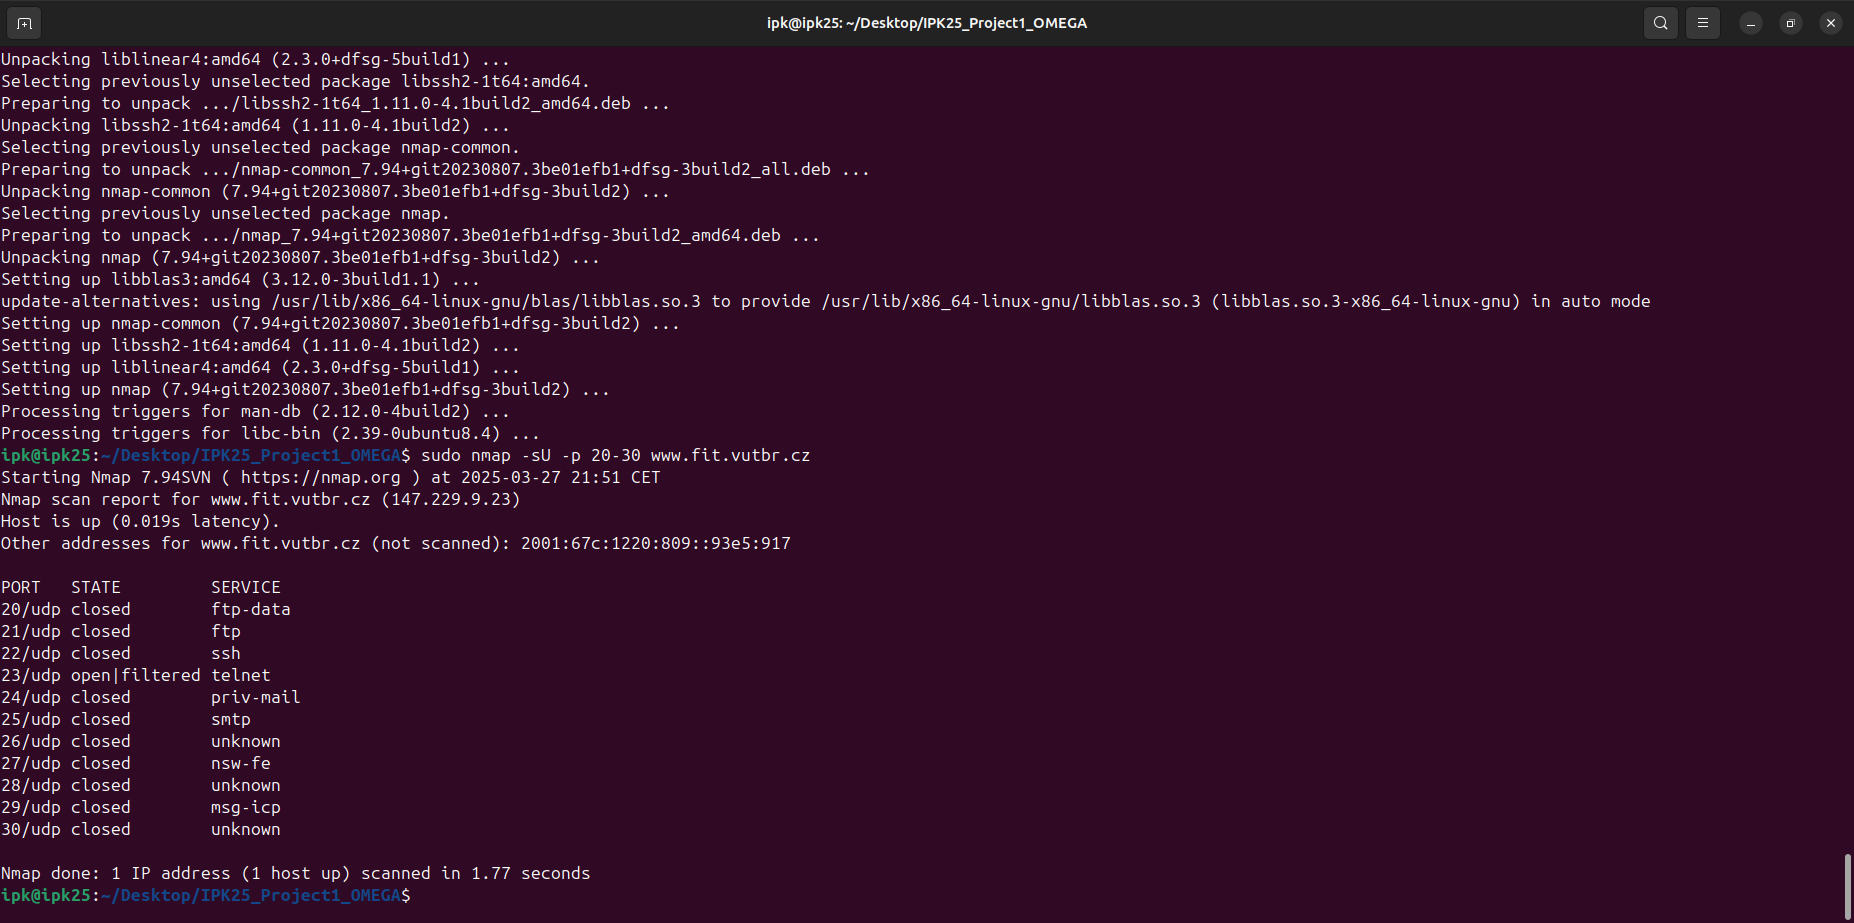 ipk@ipk25: ~/Desktop/IPK25_Project1_OMEGA
Unpacking liblinear4:amd64 (2.3.0+dfsg-5build1) ...
Selecting previously unselected package libssh2-1t64:amd64.
Preparing to unpack .../libssh2-1t64_1.11.0-4.1build2_amd64.deb ...
Unpacking libssh2-1t64:amd64 (1.11.0-4.1build2) ...
Selecting previously unselected package nmap-common.
Preparing to unpack .../nmap-common_7.94+git20230807.3be01efb1+dfsg-3build2_all.deb ...
Unpacking nmap-common (7.94+git20230807.3be01efb1+dfsg-3build2) ...
Selecting previously unselected package nmap.
Preparing to unpack .../nmap_7.94+git20230807.3be01efb1+dfsg-3build2_amd64.deb ...
Unpacking nmap (7.94+git20230807.3be01efb1+dfsg-3build2) ...
Setting up libblas3:amd64 (3.12.0-3build1.1) ...
update-alternatives: using /usr/lib/x86_64-linux-gnu/blas/libblas.so.3 to provide /usr/lib/x86_64-linux-gnu/libblas.so.3 (libblas.so.3-x86_64-linux-gnu) in auto mode
Setting up nmap-common (7.94+git20230807.3be01efb1+dfsg-3build2) ...
Setting up libssh2-1t64:amd64 (1.11.0-4.1build2) ...
Setting up liblinear4:amd64 (2.3.0+dfsg-5build1) ...
Setting up nmap (7.94+git20230807.3be01efb1+dfsg-3build2) ...
Processing triggers for man-db (2.12.0-4build2) ...
Processing triggers for libc-bin (2.39-0ubuntu8.4) ...
ipk@ipk25:~/Desktop/IPK25_Project1_OMEGA$ sudo nmap -sU -p 20-30 www.fit.vutbr.cz
Starting Nmap 7.94SVN ( https://nmap.org ) at 2025-03-27 21:51 CET
Nmap scan report for www.fit.vutbr.cz (147.229.9.23)
Host is up (0.019s latency).
Other addresses for www.fit.vutbr.cz (not scanned): 2001:67c:1220:809::93e5:917

PORT   STATE         SERVICE
20/udp closed        ftp-data
21/udp closed        ftp
22/udp closed        ssh
23/udp open|filtered telnet
24/udp closed        priv-mail
25/udp closed        smtp
26/udp closed        unknown
27/udp closed        nsw-fe
28/udp closed        unknown
29/udp closed        msg-icp
30/udp closed        unknown

Nmap done: 1 IP address (1 host up) scanned in 1.77 seconds
ipk@ipk25:~/Desktop/IPK25_Project1_OMEGA$